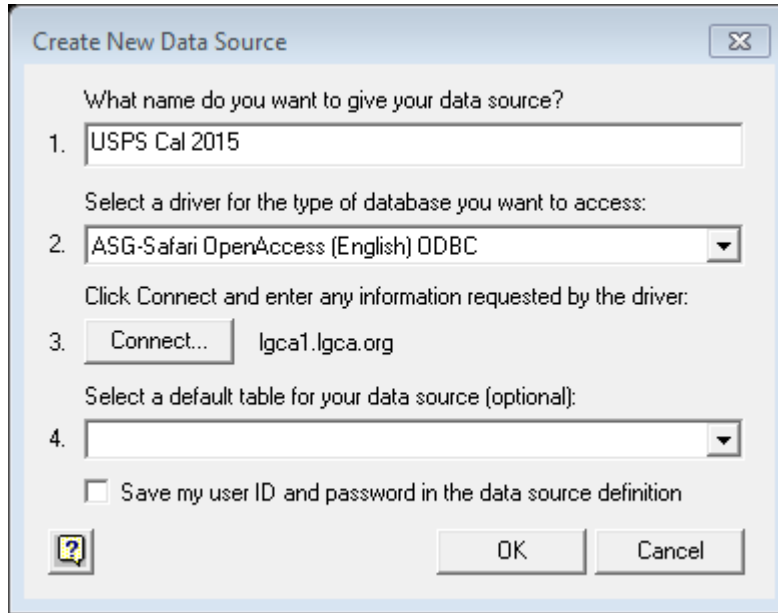 Create New Data Source
What name do you want to give your data source?
1. USPS Cal 2015
Select a driver for the type of database you want to access:
2. ASG-Safari OpenAccess (English) ODBC
Click Connect and enter any information requested by the driver:
3. Connect... lgca1.lgca.org
Select a default table for your data source (optional):
4.
Save my user ID and password in the data source definition
? OK Cancel